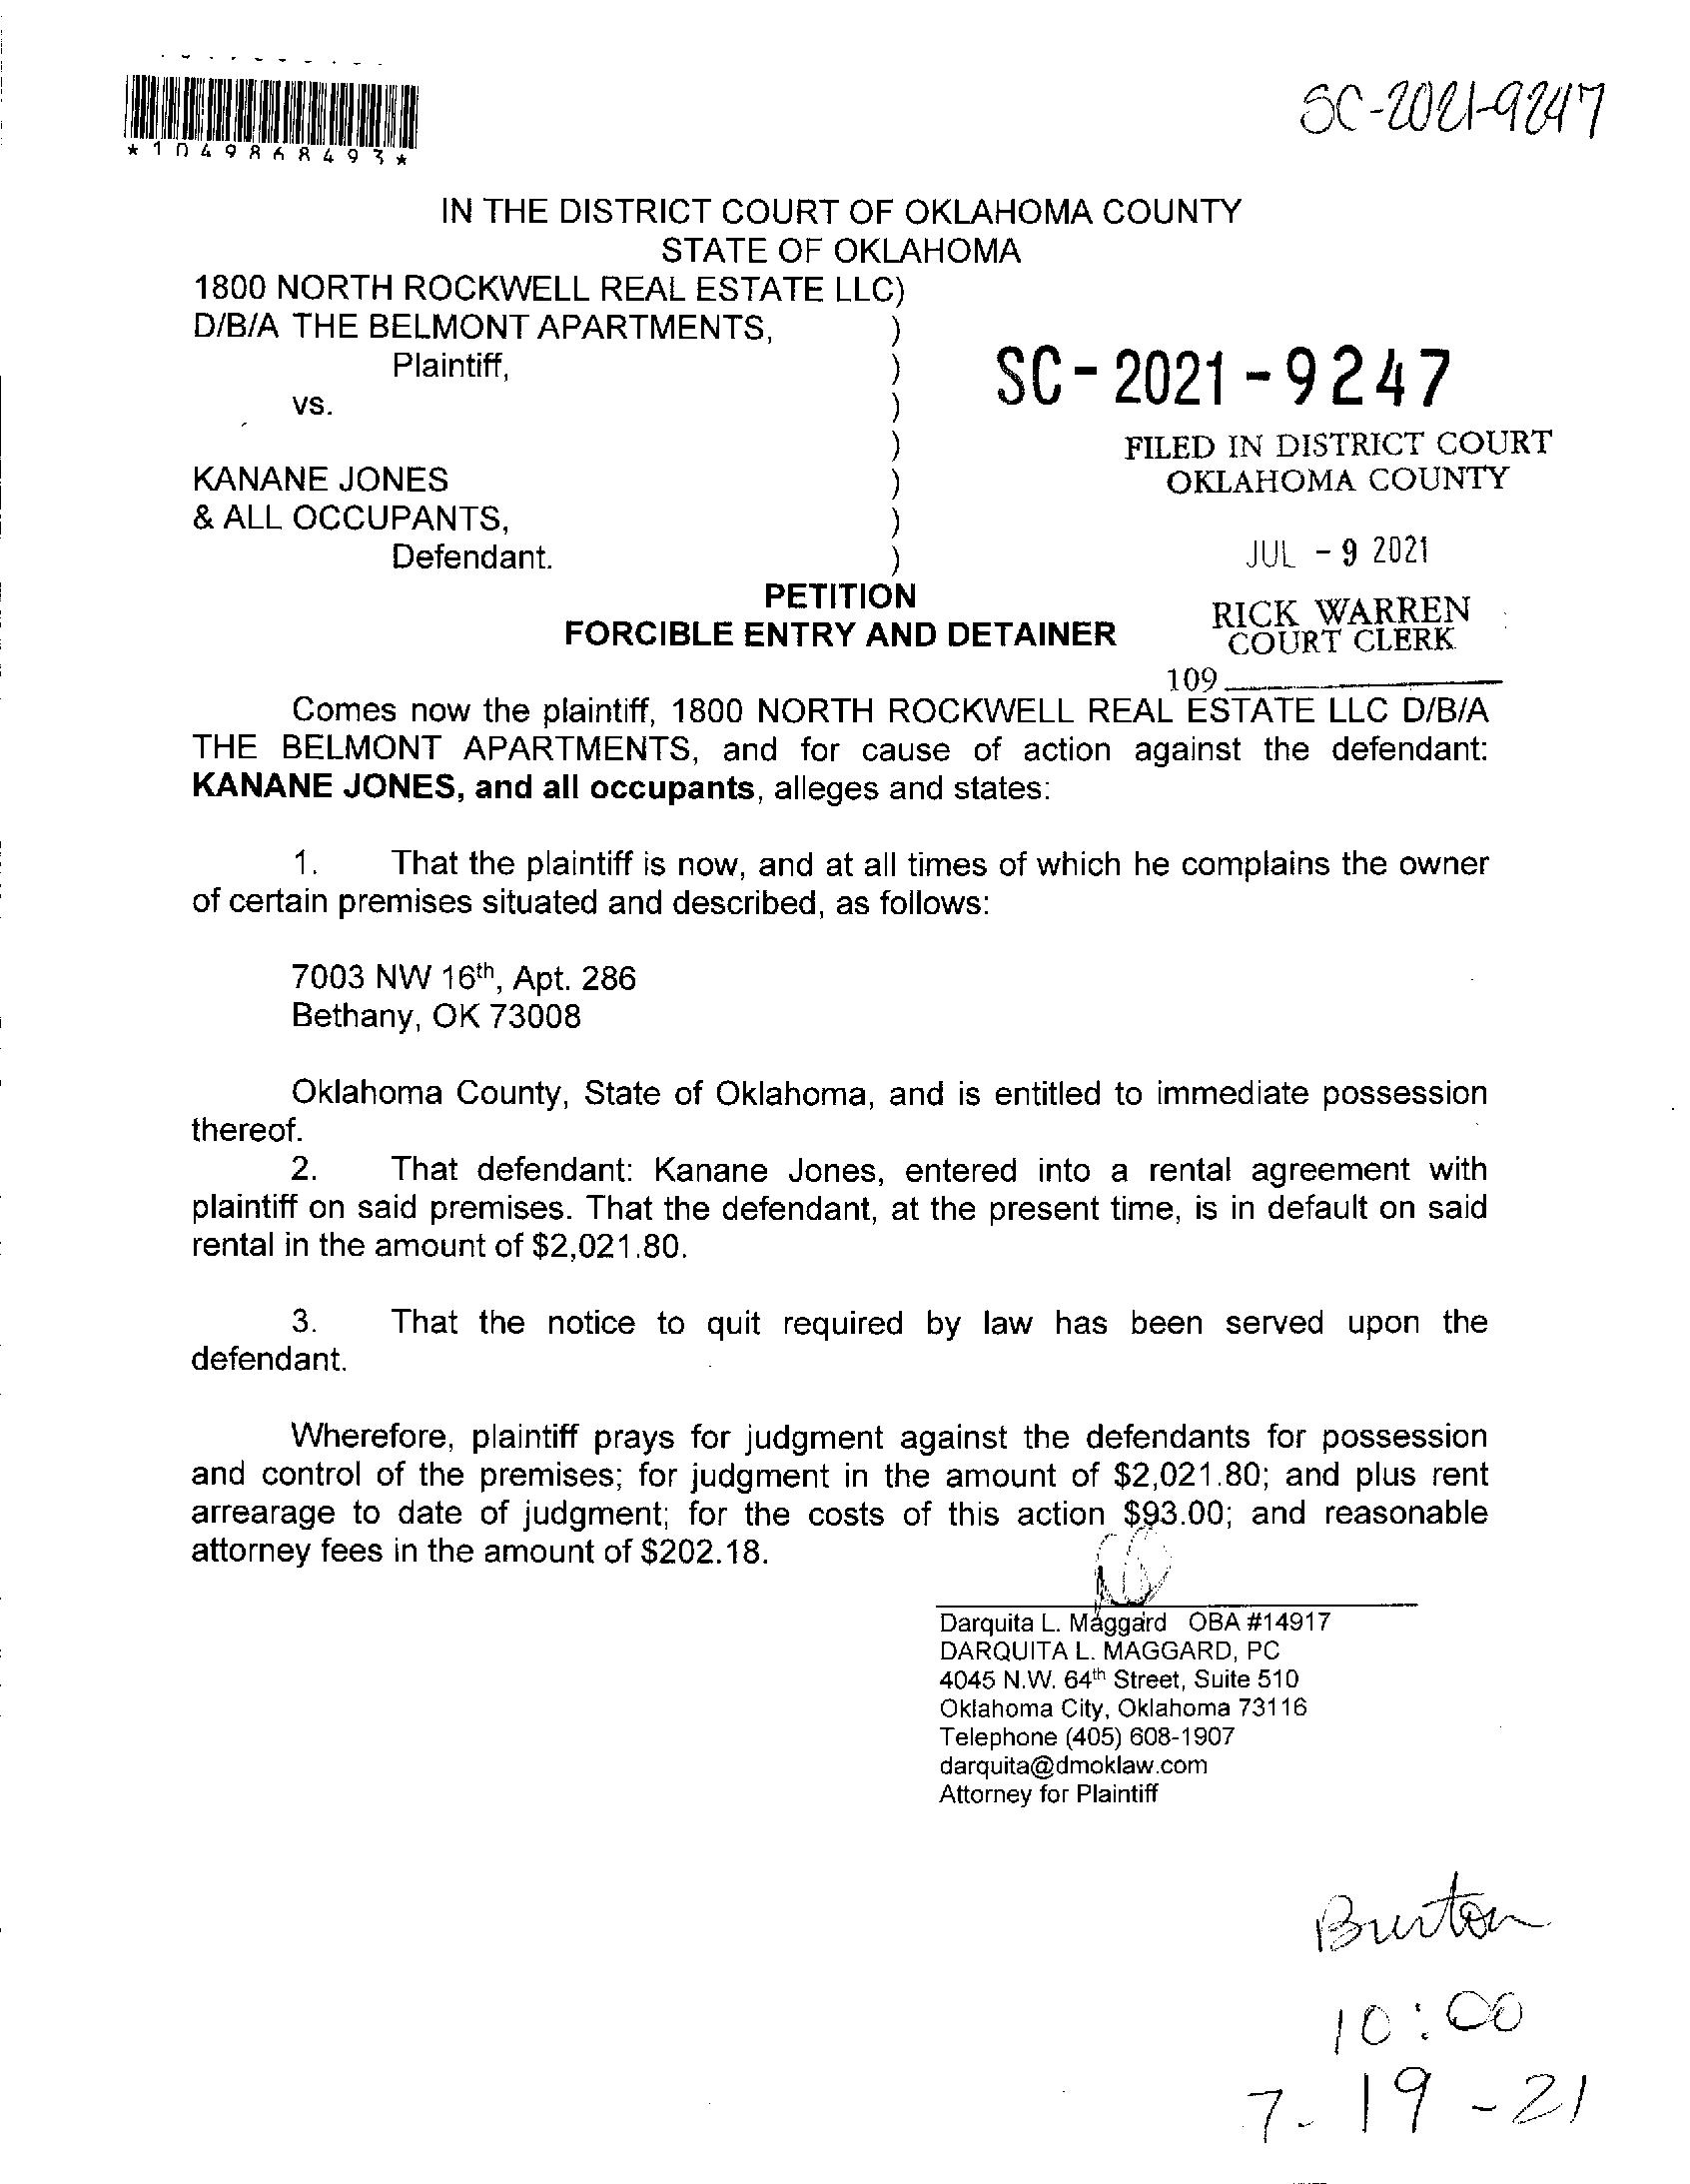 SC-2021-9247
*1049868493*
IN THE DISTRICT COURT OF OKLAHOMA COUNTY
STATE OF OKLAHOMA
1800 NORTH ROCKWELL REAL ESTATE LLC)
D/B/A THE BELMONT APARTMENTS, )
Plaintiff, )
vs. )
)
KANANE JONES )
& ALL OCCUPANTS, )
Defendant. )
SC-2021-9247
FILED IN DISTRICT COURT
OKLAHOMA COUNTY
JUL -9 2021
RICK WARREN
COURT CLERK
109
PETITION
FORCIBLE ENTRY AND DETAINER
Comes now the plaintiff, 1800 NORTH ROCKWELL REAL ESTATE LLC D/B/A
THE BELMONT APARTMENTS, and for cause of action against the defendant:
KANANE JONES, and all occupants, alleges and states:
1. That the plaintiff is now, and at all times of which he complains the owner
of certain premises situated and described, as follows:
7003 NW 16th, Apt. 286
Bethany, OK 73008
Oklahoma County, State of Oklahoma, and is entitled to immediate possession
thereof.
2. That defendant: Kanane Jones, entered into a rental agreement with
plaintiff on said premises. That the defendant, at the present time, is in default on said
rental in the amount of $2,021.80.
3. That the notice to quit required by law has been served upon the
defendant.
Wherefore, plaintiff prays for judgment against the defendants for possession
and control of the premises; for judgment in the amount of $2,021.80; and plus rent
arrearage to date of judgment; for the costs of this action $93.00; and reasonable
attorney fees in the amount of $202.18.
Darquita L. Maggard OBA #14917
DARQUITA L. MAGGARD, PC
4045 N.W. 64th Street, Suite 510
Oklahoma City, Oklahoma 73116
Telephone (405) 608-1907
darquita@dmoklaw.com
Attorney for Plaintiff
Burton
10:00
7-19-21